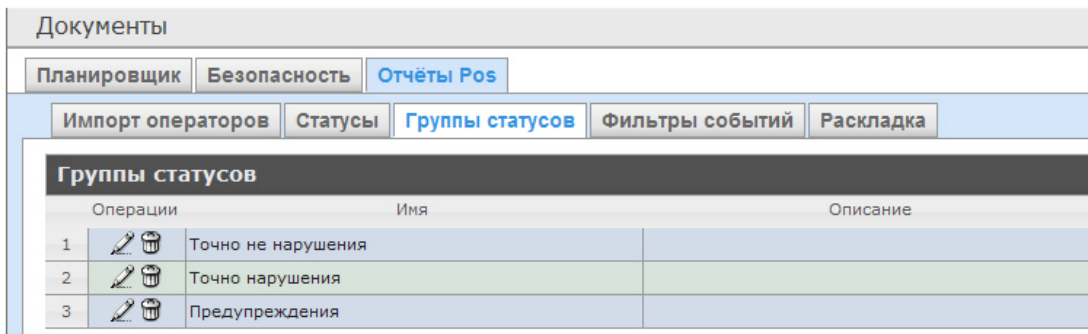 Документы
Планировщик Безопасность Отчёты Pos
Импорт операторов Статусы Группы статусов Фильтры событий Раскладка
Группы статусов
Операции Имя Описание
1 Точно не нарушения
2 Точно нарушения
3 Предупреждения